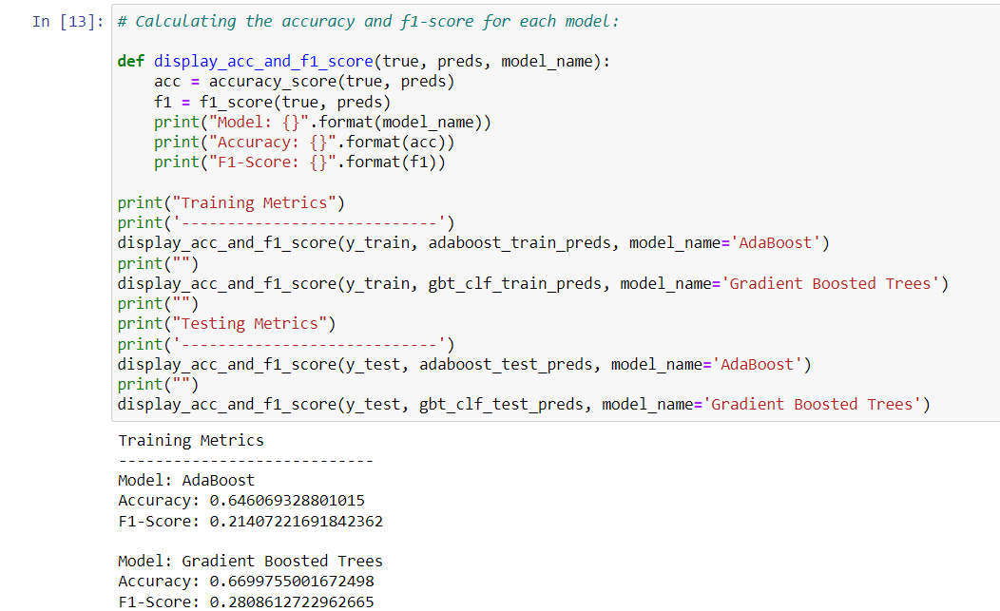 In [13]: # Calculating the accuracy and f1-score for each model:
def display_acc_and_f1_score(true, preds, model_name):
    acc = accuracy_score(true, preds)
    f1 = f1_score(true, preds)
    print("Model: {}".format(model_name))
    print("Accuracy: {}".format(acc))
    print("F1-Score: {}".format(f1))
print("Training Metrics")
print('----------------------------')
display_acc_and_f1_score(y_train, adaboost_train_preds, model_name='AdaBoost')
print("")
display_acc_and_f1_score(y_train, gbt_clf_train_preds, model_name='Gradient Boosted Trees')
print("")
print("Testing Metrics")
print('----------------------------')
display_acc_and_f1_score(y_test, adaboost_test_preds, model_name='AdaBoost')
print("")
display_acc_and_f1_score(y_test, gbt_clf_test_preds, model_name='Gradient Boosted Trees')
Training Metrics
----------------------------
Model: AdaBoost
Accuracy: 0.646069328801015
F1-Score: 0.21407221691842362
Model: Gradient Boosted Trees
Accuracy: 0.6699755001672498
F1-Score: 0.2808612722962665